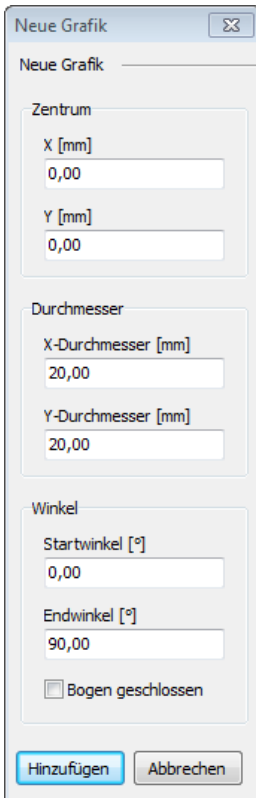 Neue Grafik
Neue Grafik
Zentrum
X [mm]
0,00
Y [mm]
0,00
Durchmesser
X-Durchmesser [mm]
20,00
Y-Durchmesser [mm]
20,00
Winkel
Startwinkel [°]
0,00
Endwinkel [°]
90,00
Bogen geschlossen
Hinzufügen Abbrechen